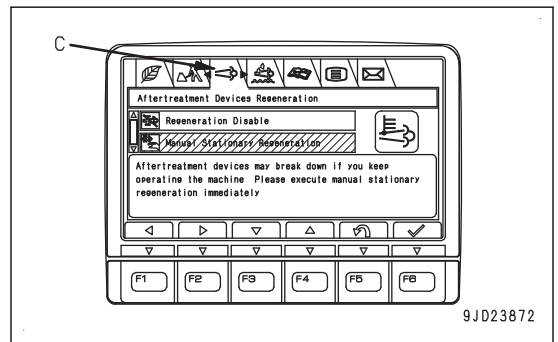 C
Aftertreatment Devices Regeneration
Regeneration Disable
Manual Stationary Regeneration
Aftertreatment devices may break down if you keep
operating the machine Please execute manual stationary
regeneration immediately
F1 F2 F3 F4 F5 F6
9JD23872